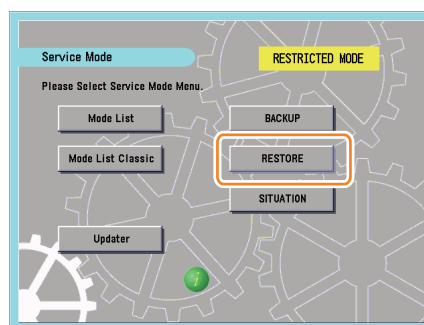 Service Mode
RESTRICTED MODE
Please Select Service Mode Menu.
Mode List
BACKUP
Mode List Classic
RESTORE
SITUATION
Updater
i